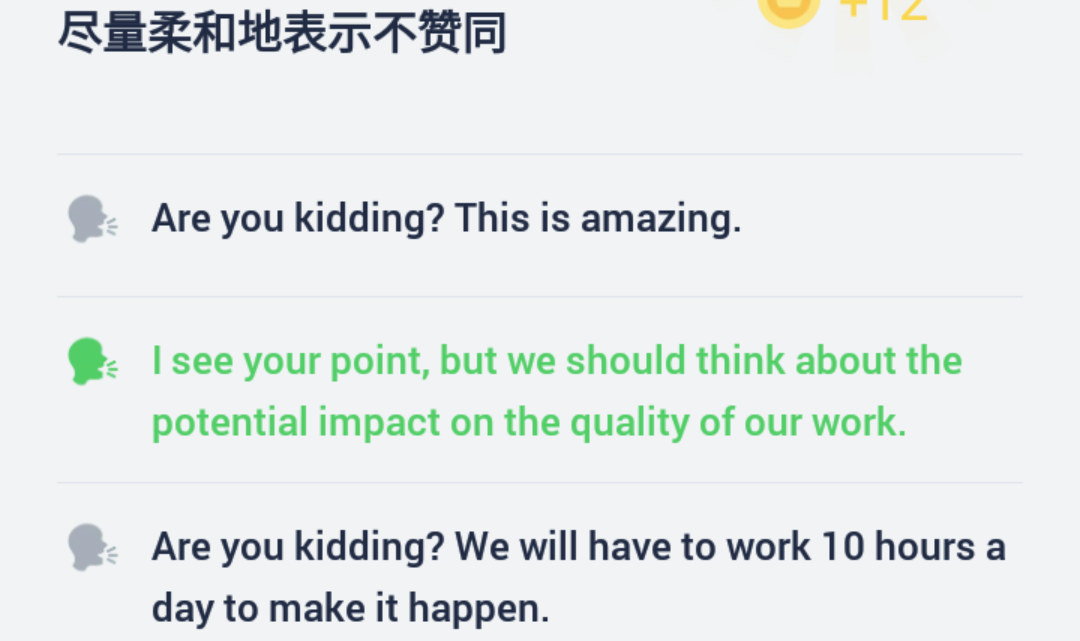 尽量柔和地表示不赞同
+12
Are you kidding? This is amazing.
I see your point, but we should think about the
potential impact on the quality of our work.
Are you kidding? We will have to work 10 hours a
day to make it happen.